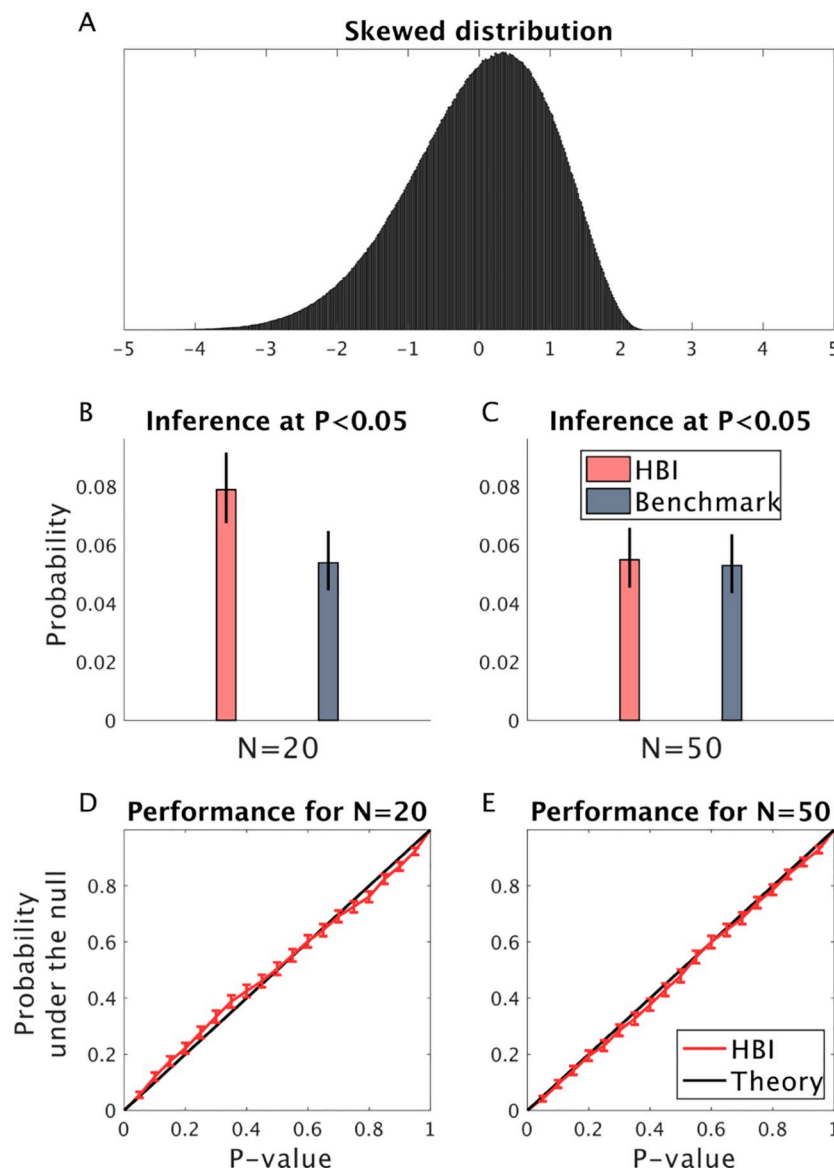 A
Skewed distribution
-5 -4 -3 -2 -1 0 1 2 3 4 5
B
Inference at P<0.05
Probability
0.08
0.06
0.04
0.02
0
N=20
C
Inference at P<0.05
HBI
Benchmark
0.08
0.06
0.04
0.02
0
N=50
D
Performance for N=20
Probability
under the null
0.8
0.6
0.4
0.2
0
0 0.2 0.4 0.6 0.8 1
P-value
E
Performance for N=50
0.8
0.6
0.4
0.2
0
HBI
Theory
0 0.2 0.4 0.6 0.8 1
P-value